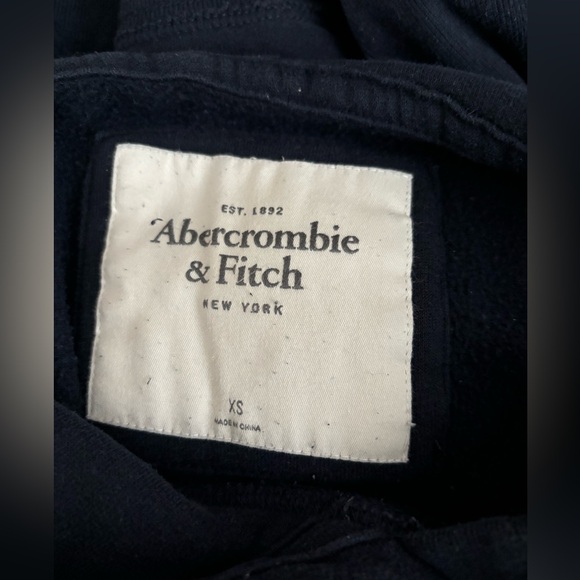 EST. 1892
Abercrombie
& Fitch
NEW YORK
XS
MADE IN CHINA